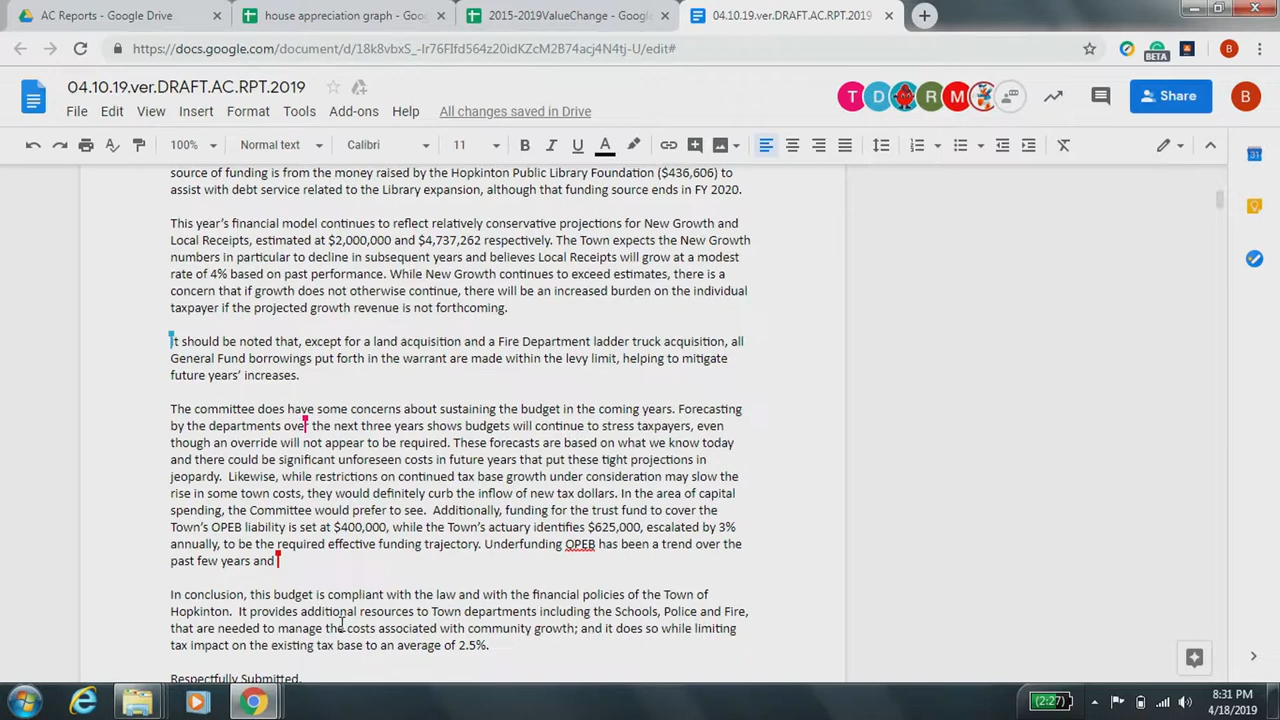 AC Reports - Google Drive
house appreciation graph - Goo
2015-2019ValueChange - Google
04.10.19.ver.DRAFT.AC.RPT.2019
https://docs.google.com/document/d/18k8vbxS_-Ir76FIfd564z20idKZcM2B74acj4N4tj-U/edit#
BETA
B
04.10.19.ver.DRAFT.AC.RPT.2019
T D R M
Share
B
File Edit View Insert Format Tools Add-ons Help All changes saved in Drive
100% Normal text Calibri 11 B I U A
source of funding is from the money raised by the Hopkinton Public Library Foundation ($436,606) to
assist with debt service related to the Library expansion, although that funding source ends in FY 2020.
This year's financial model continues to reflect relatively conservative projections for New Growth and
Local Receipts, estimated at $2,000,000 and $4,737,262 respectively. The Town expects the New Growth
numbers in particular to decline in subsequent years and believes Local Receipts will grow at a modest
rate of 4% based on past performance. While New Growth continues to exceed estimates, there is a
concern that if growth does not otherwise continue, there will be an increased burden on the individual
taxpayer if the projected growth revenue is not forthcoming.
It should be noted that, except for a land acquisition and a Fire Department ladder truck acquisition, all
General Fund borrowings put forth in the warrant are made within the levy limit, helping to mitigate
future years' increases.
The committee does have some concerns about sustaining the budget in the coming years. Forecasting
by the departments over the next three years shows budgets will continue to stress taxpayers, even
though an override will not appear to be required. These forecasts are based on what we know today
and there could be significant unforeseen costs in future years that put these tight projections in
jeopardy.  Likewise, while restrictions on continued tax base growth under consideration may slow the
rise in some town costs, they would definitely curb the inflow of new tax dollars. In the area of capital
spending, the Committee would prefer to see.  Additionally, funding for the trust fund to cover the
Town's OPEB liability is set at $400,000, while the Town's actuary identifies $625,000, escalated by 3%
annually, to be the required effective funding trajectory. Underfunding OPEB has been a trend over the
past few years and
In conclusion, this budget is compliant with the law and with the financial policies of the Town of
Hopkinton.  It provides additional resources to Town departments including the Schools, Police and Fire,
that are needed to manage the costs associated with community growth; and it does so while limiting
tax impact on the existing tax base to an average of 2.5%.
Respectfully Submitted,
31
(2:27)
8:31 PM
4/18/2019